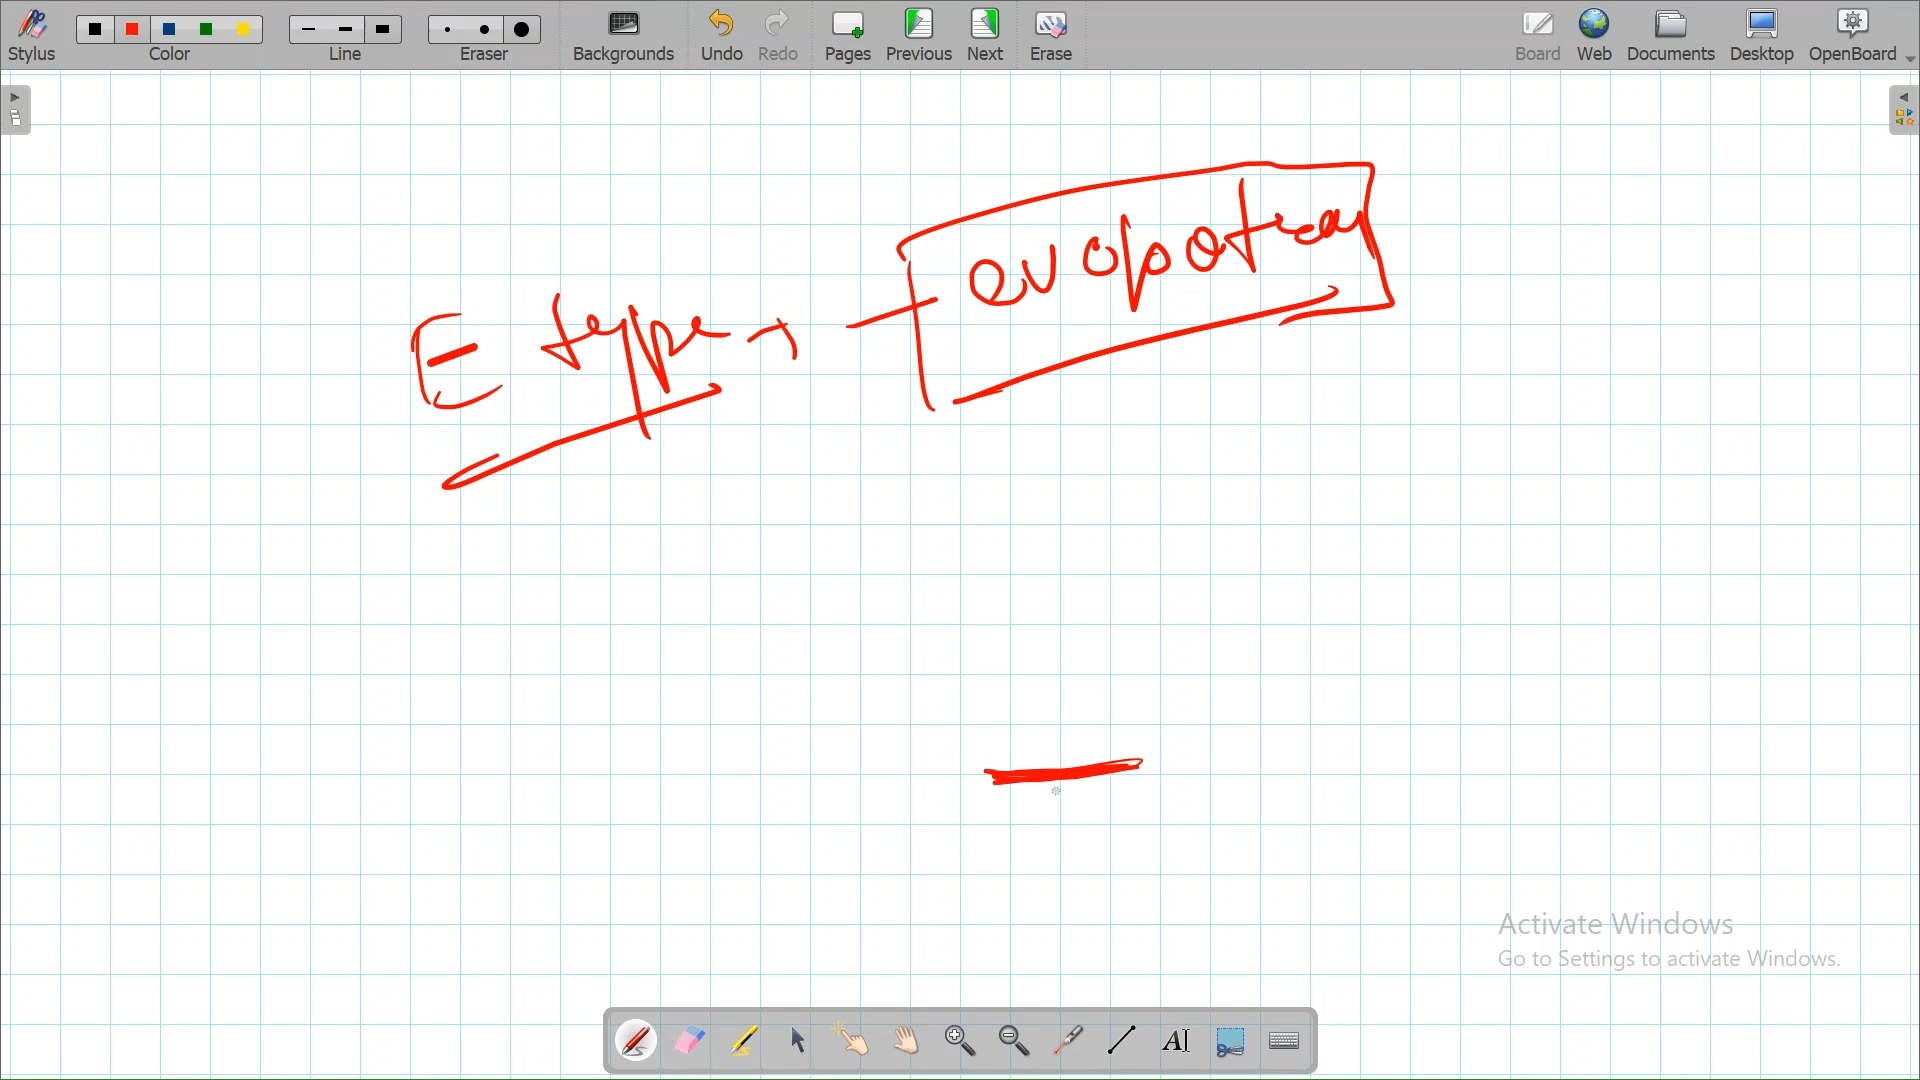 Stylus Color Line Eraser Backgrounds Undo Redo Pages Previous Next Erase Board Web Documents Desktop OpenBoard
E type →
Activate Windows
Go to Settings to activate Windows.